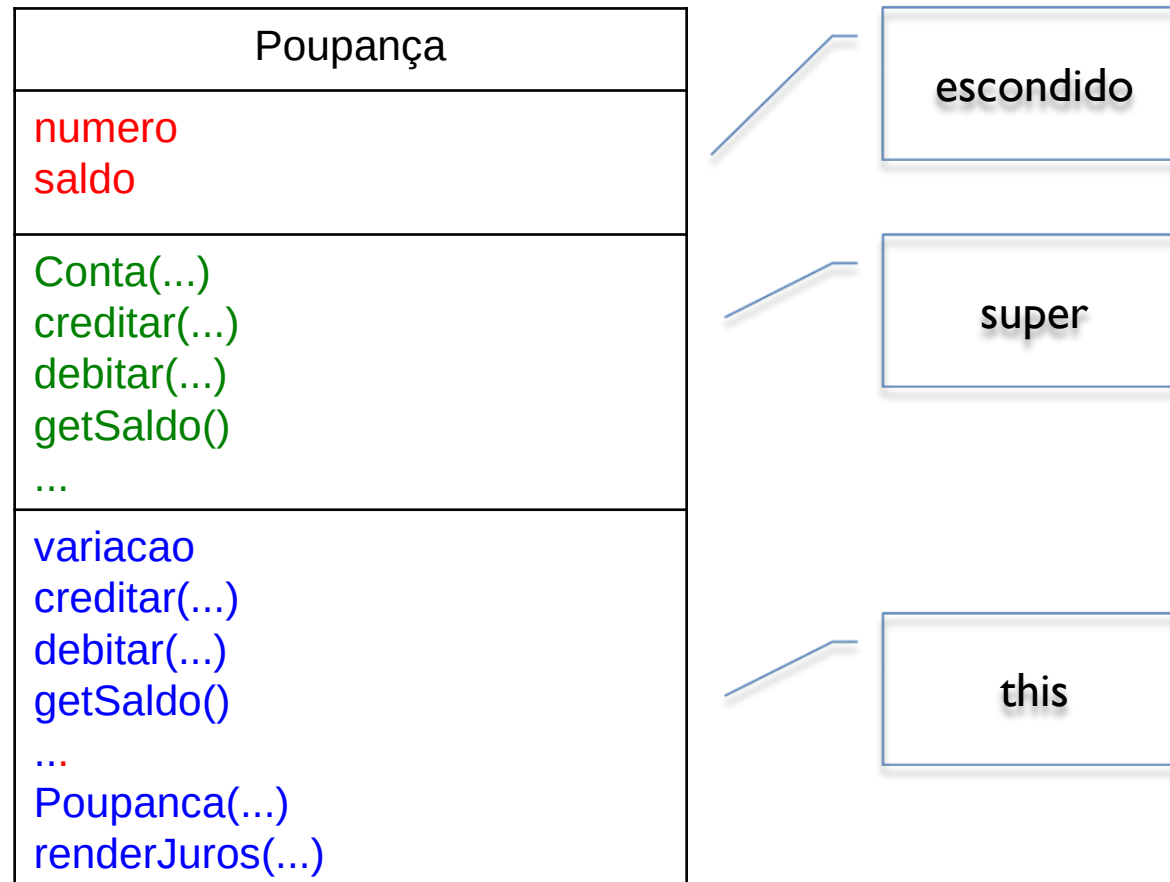 Poupança
numero
saldo
escondido
Conta(...)
creditar(...)
debitar(...)
getSaldo()
...
super
variacao
creditar(...)
debitar(...)
getSaldo()
...
Poupanca(...)
renderJuros(...)
this